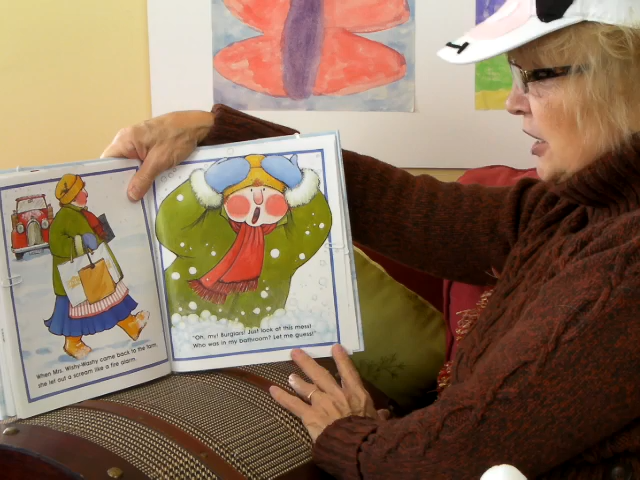 When Mrs. Wishy-Washy came back to the farm,
she let out a scream like a fire alarm.
"Oh, my! Burglars! Just look at this mess!
Who was in my bathroom? Let me guess!"